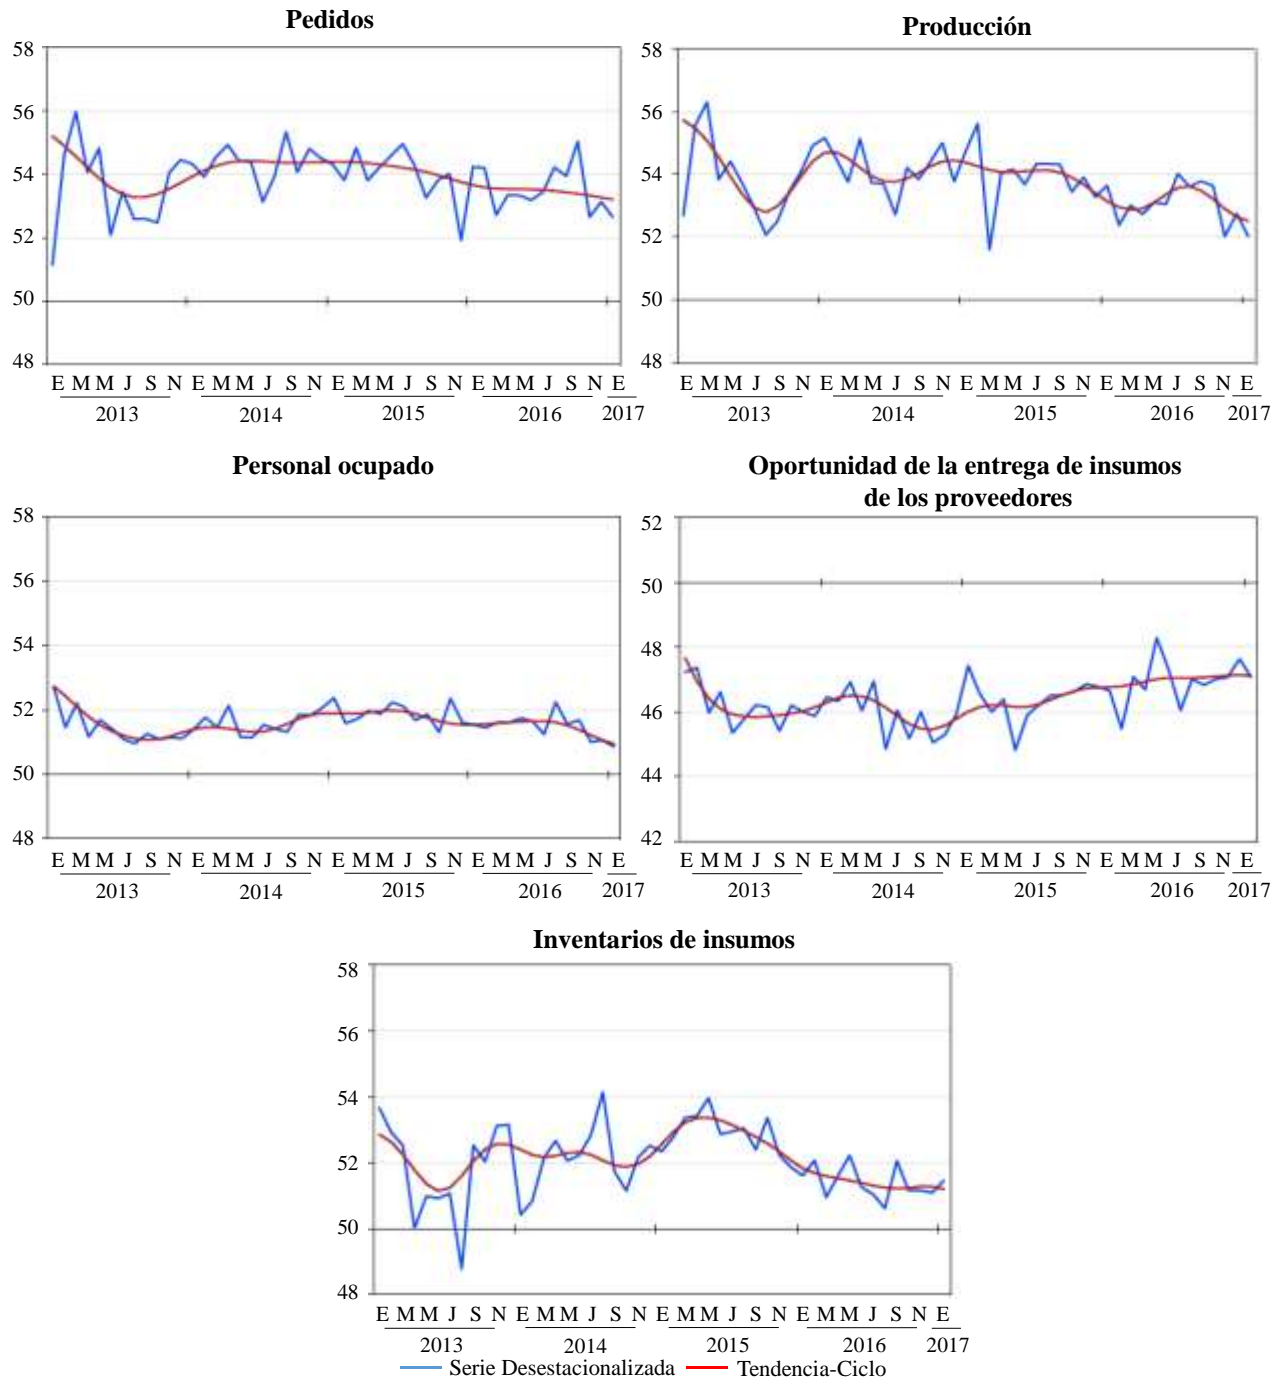 Pedidos
58
56
54
52
50
48
E M M J S N E M M J S N E M M J S N E M M J S N E
2013 2014 2015 2016 2017
Producción
58
56
54
52
50
48
E M M J S N E M M J S N E M M J S N E M M J S N E
2013 2014 2015 2016 2017
Personal ocupado
58
56
54
52
50
48
E M M J S N E M M J S N E M M J S N E M M J S N E
2013 2014 2015 2016 2017
Oportunidad de la entrega de insumos
de los proveedores
52
50
48
46
44
42
E M M J S N E M M J S N E M M J S N E M M J S N E
2013 2014 2015 2016 2017
Inventarios de insumos
58
56
54
52
50
48
E M M J S N E M M J S N E M M J S N E M M J S N E
2013 2014 2015 2016 2017
Serie Desestacionalizada Tendencia-Ciclo